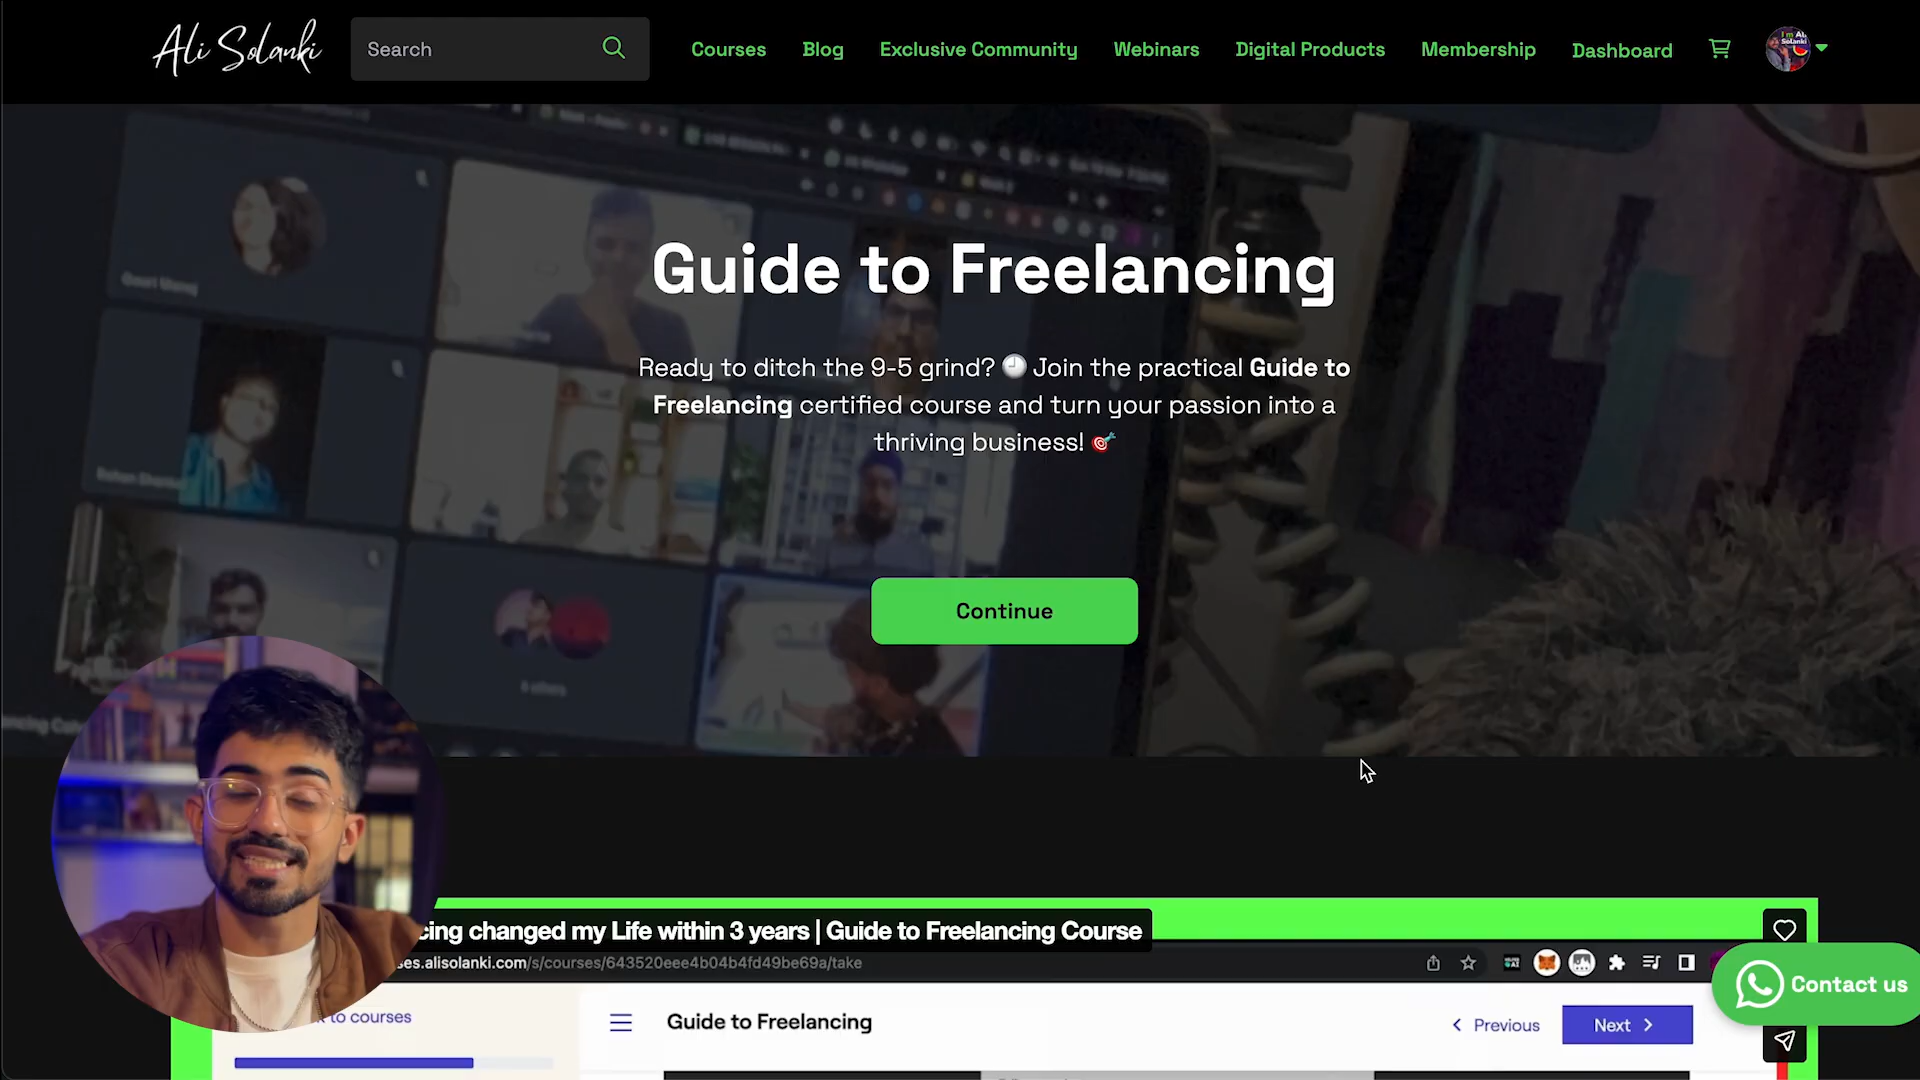 Ali Solanki
Search
Courses
Blog
Exclusive Community
Webinars
Digital Products
Membership
Dashboard
Guide to Freelancing
Ready to ditch the 9-5 grind? 🕘 Join the practical Guide to
Freelancing certified course and turn your passion into a
thriving business! 🎯
Continue
cing changed my Life within 3 years | Guide to Freelancing Course
ses.alisolanki.com/s/courses/643520eee4b04b4fd49be69a/take
to courses
Guide to Freelancing
Previous
Next
Contact us